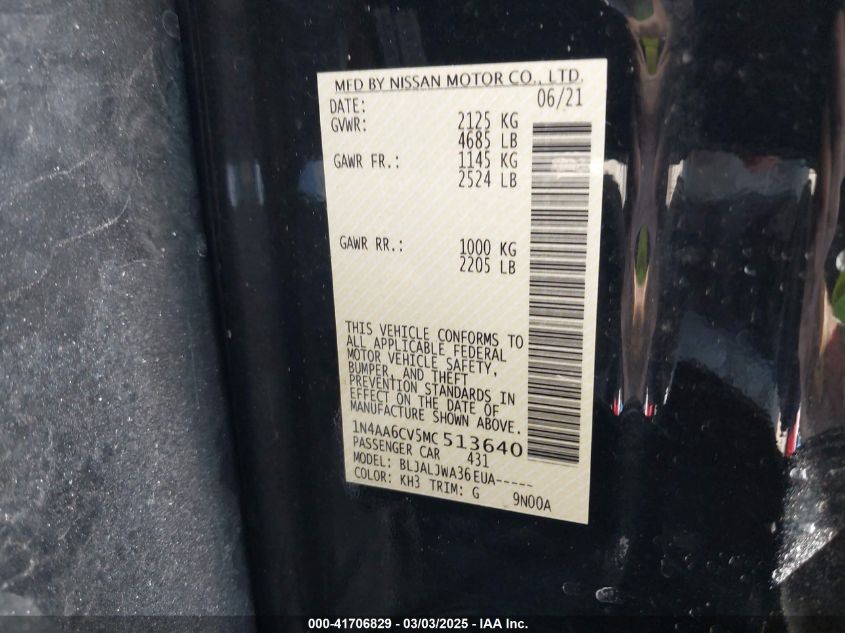 MFD BY NISSAN MOTOR CO., LTD.
DATE: 06/21
GVWR: 2125 KG
4685 LB
GAWR FR.: 1145 KG
2524 LB
GAWR RR.: 1000 KG
2205 LB
THIS VEHICLE CONFORMS TO
ALL APPLICABLE FEDERAL
MOTOR VEHICLE SAFETY,
BUMPER, AND THEFT
PREVENTION STANDARDS IN
EFFECT ON THE DATE OF
MANUFACTURE SHOWN ABOVE.
1N4AA6CV5MC513640
PASSENGER CAR 431
MODEL: BLJALJWA36EUA-----
COLOR: KH3 TRIM: G 9N00A
000-41706829 - 03/03/2025 - IAA Inc.